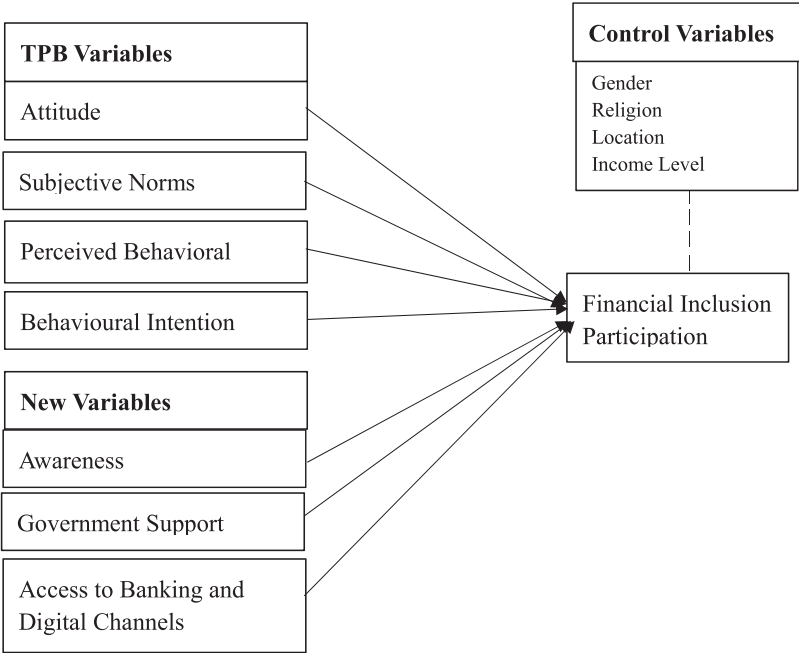 TPB Variables
Attitude
Subjective Norms
Perceived Behavioral
Behavioural Intention
New Variables
Awareness
Government Support
Access to Banking and
Digital Channels
Control Variables
Gender
Religion
Location
Income Level
Financial Inclusion
Participation